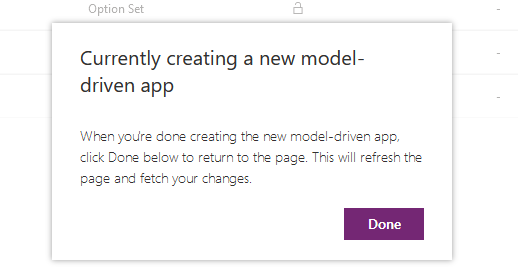 Option Set
-
Currently creating a new model-
driven app
-
When you're done creating the new model-driven app,
-
click Done below to return to the page. This will refresh the
page and fetch your changes.
Done